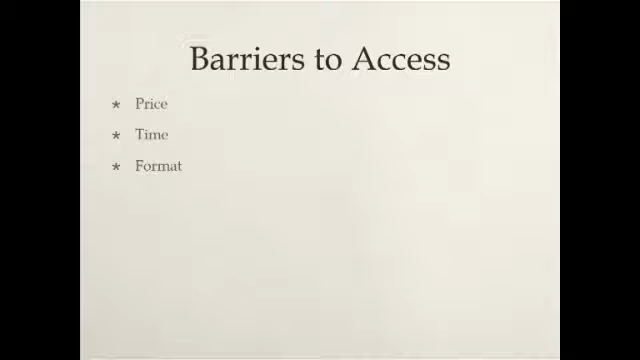 Barriers to Access
* Price
* Time
* Format